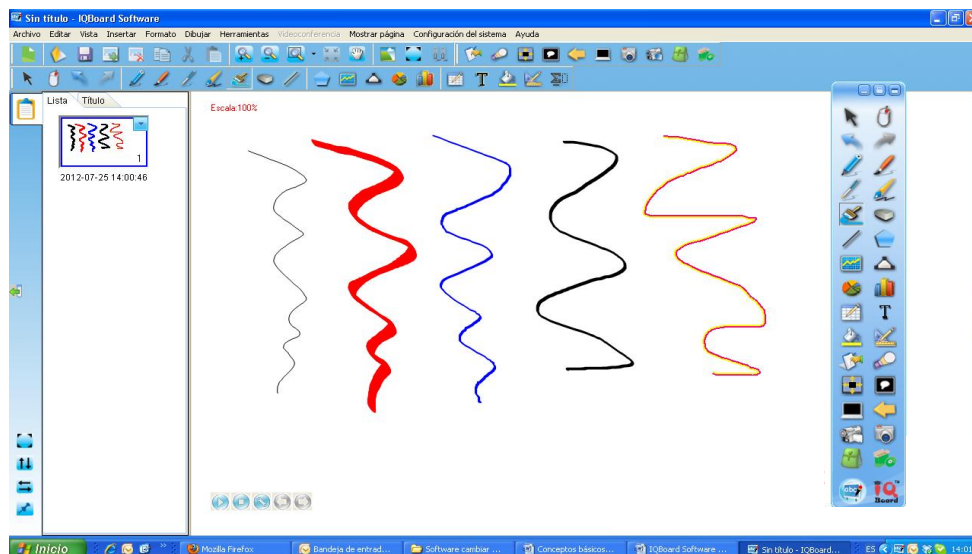 Sin título - IQBoard Software
Archivo Editar Vista Insertar Formato Dibujar Herramientas Videoconferencia Mostrar página Configuración del sistema Ayuda
Lista Título
Escala:100%
1
2012-07-25 14:00:46
T
T
abc
IQ
Board
Inicio Mozilla Firefox Bandeja de entrad... Software cambiar ... Conceptos básicos... IQBoard Software ... Sin título - IQBoard... ES 14:01